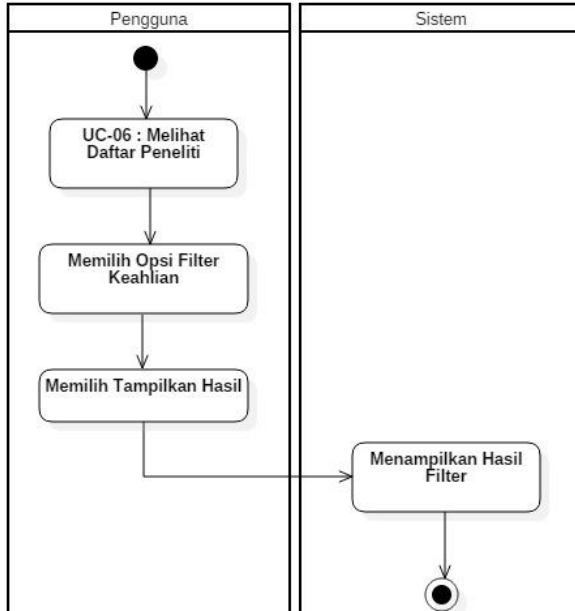 Pengguna
Sistem
UC-06 : Melihat
Daftar Peneliti
Memilih Opsi Filter
Keahlian
Memilih Tampilkan Hasil
Menampilkan Hasil
Filter